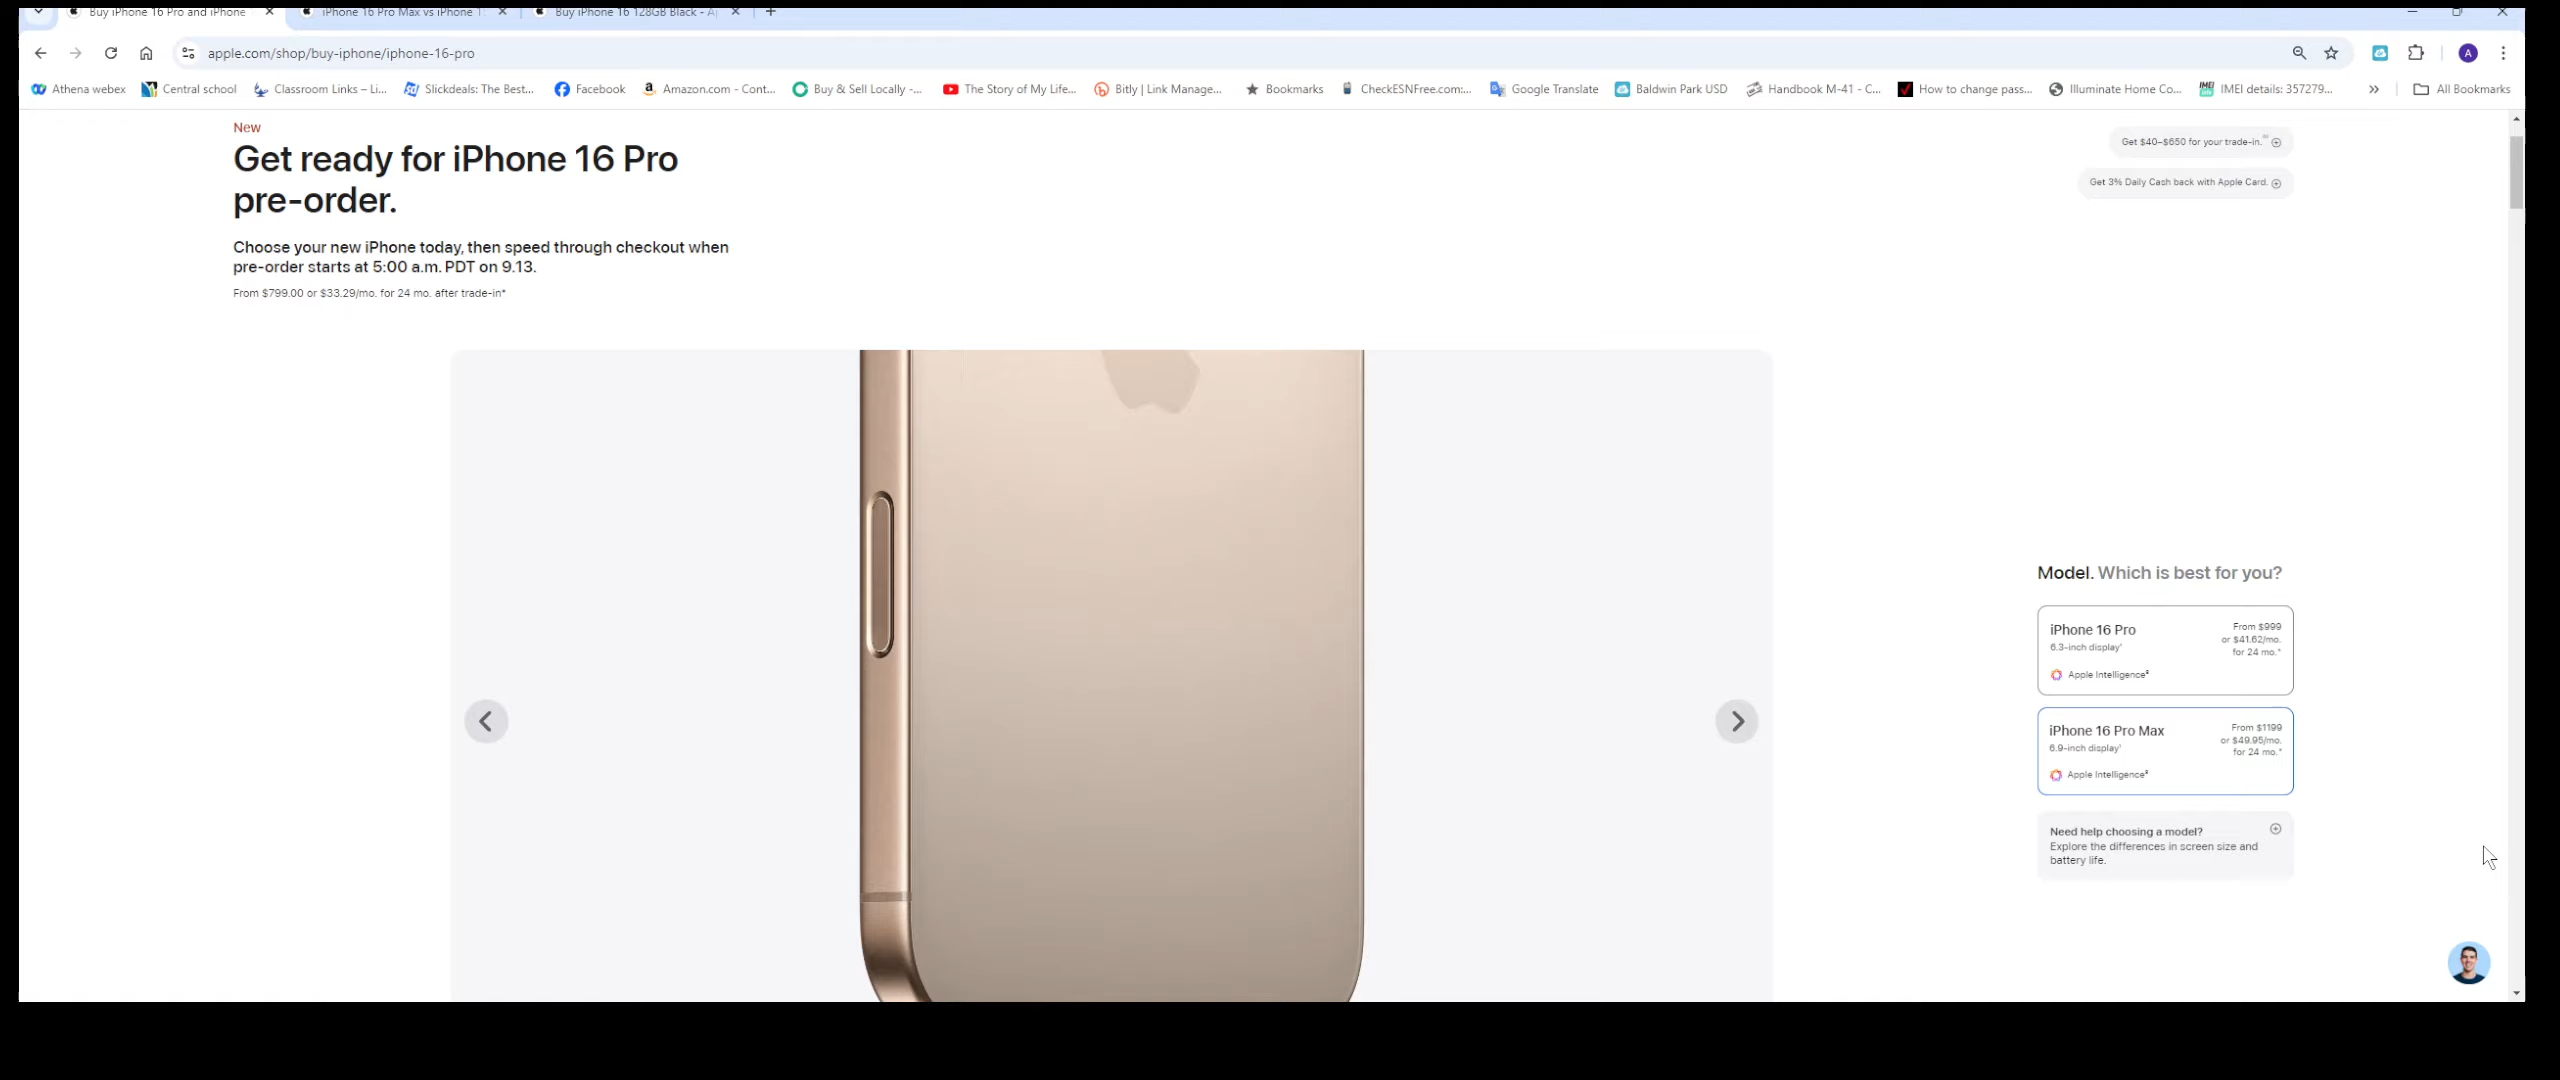 Buy iPhone 16 Pro and iPhone
iPhone 16 Pro Max vs iPhone 1
Buy iPhone 16 128GB Black - A
apple.com/shop/buy-iphone/iphone-16-pro
A
Athena webex
Central school
Classroom Links – Li...
Slickdeals: The Best...
Facebook
Amazon.com - Cont...
Buy & Sell Locally -...
The Story of My Life...
Bitly | Link Manage...
Bookmarks
CheckESNFree.com:...
Google Translate
Baldwin Park USD
Handbook M-41 - C...
How to change pass...
Illuminate Home Co...
IMEI
IMEI details: 357279...
All Bookmarks
New
Get ready for iPhone 16 Pro
pre-order.
Choose your new iPhone today, then speed through checkout when
pre-order starts at 5:00 a.m. PDT on 9.13.
From $799.00 or $33.29/mo. for 24 mo. after trade-in*
Get $40–$650 for your trade-in.
Get 3% Daily Cash back with Apple Card.
Model. Which is best for you?
iPhone 16 Pro
6.3-inch display¹
From $999
or $41.62/mo.
for 24 mo.*
Apple Intelligence²
iPhone 16 Pro Max
6.9-inch display¹
From $1199
or $49.95/mo.
for 24 mo.*
Apple Intelligence²
Need help choosing a model?
Explore the differences in screen size and
battery life.